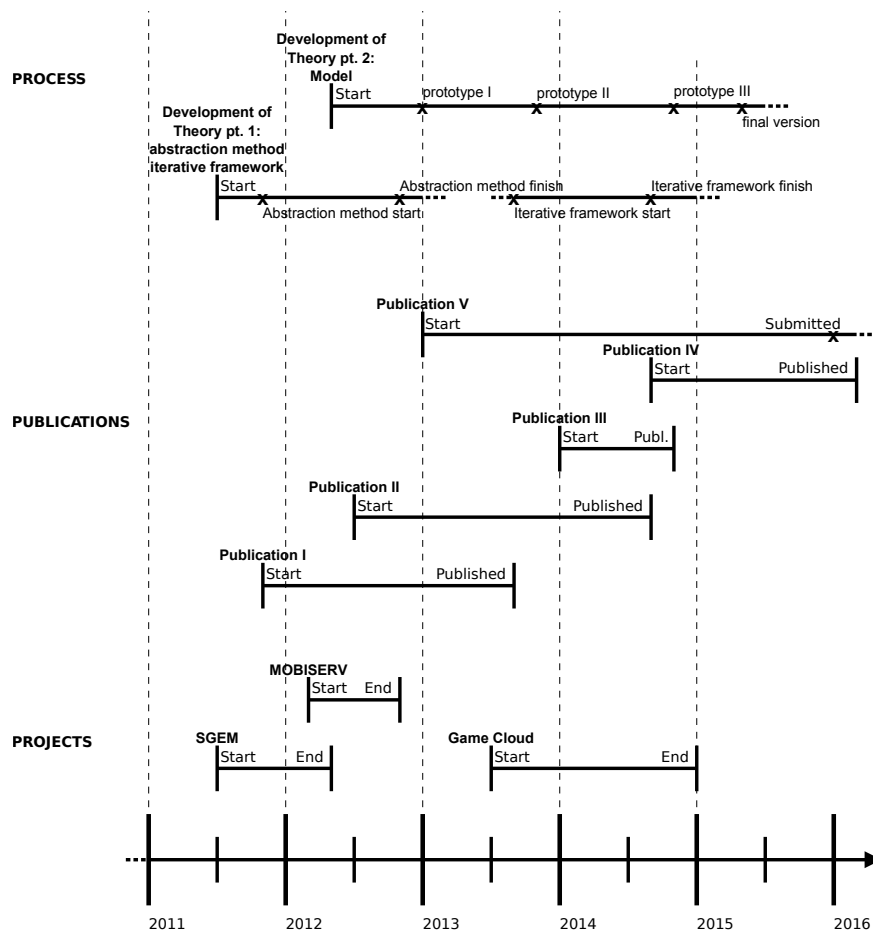 Development of
Theory pt. 2:
Model
PROCESS
Start
prototype I
prototype II
prototype III
final version
Development of
Theory pt. 1:
abstraction method
iterative framework
Start
Abstraction method finish
Iterative framework finish
Abstraction method start
Iterative framework start
Publication V
Start
Submitted
Publication IV
Start
Published
PUBLICATIONS
Publication III
Start
Publ.
Publication II
Start
Published
Publication I
Start
Published
MOBISERV
Start
End
PROJECTS
SGEM
Start
End
Game Cloud
Start
End
2011
2012
2013
2014
2015
2016